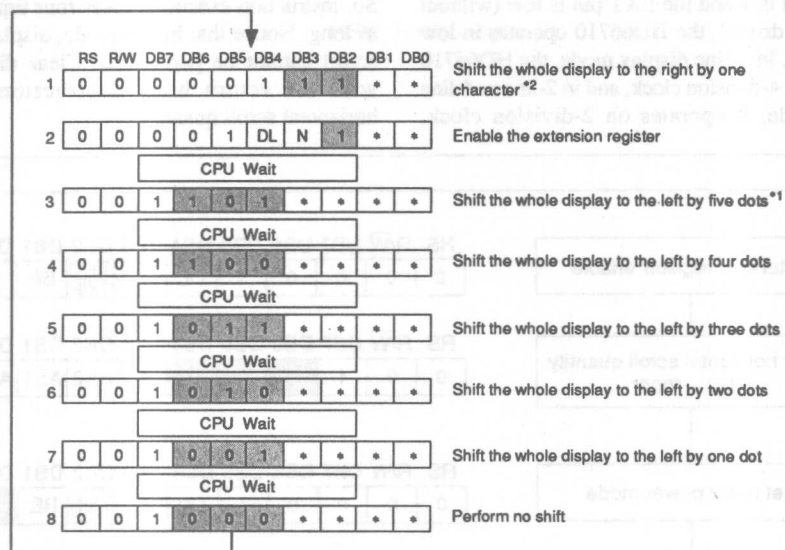 RS R/W DB7 DB6 DB5 DB4 DB3 DB2 DB1 DB0
1 0 0 0 0 0 1 1 1 * * Shift the whole display to the right by one
character*2
2 0 0 0 0 1 DL N 1 * * Enable the extension register
CPU Wait
3 0 0 1 1 0 1 * * * * Shift the whole display to the left by five dots*1
CPU Wait
4 0 0 1 1 0 0 * * * * Shift the whole display to the left by four dots
CPU Wait
5 0 0 1 0 1 1 * * * * Shift the whole display to the left by three dots
CPU Wait
6 0 0 1 0 1 0 * * * * Shift the whole display to the left by two dots
CPU Wait
7 0 0 1 0 0 1 * * * * Shift the whole display to the left by one dot
CPU Wait
8 0 0 1 0 0 0 * * * * Perform no shift